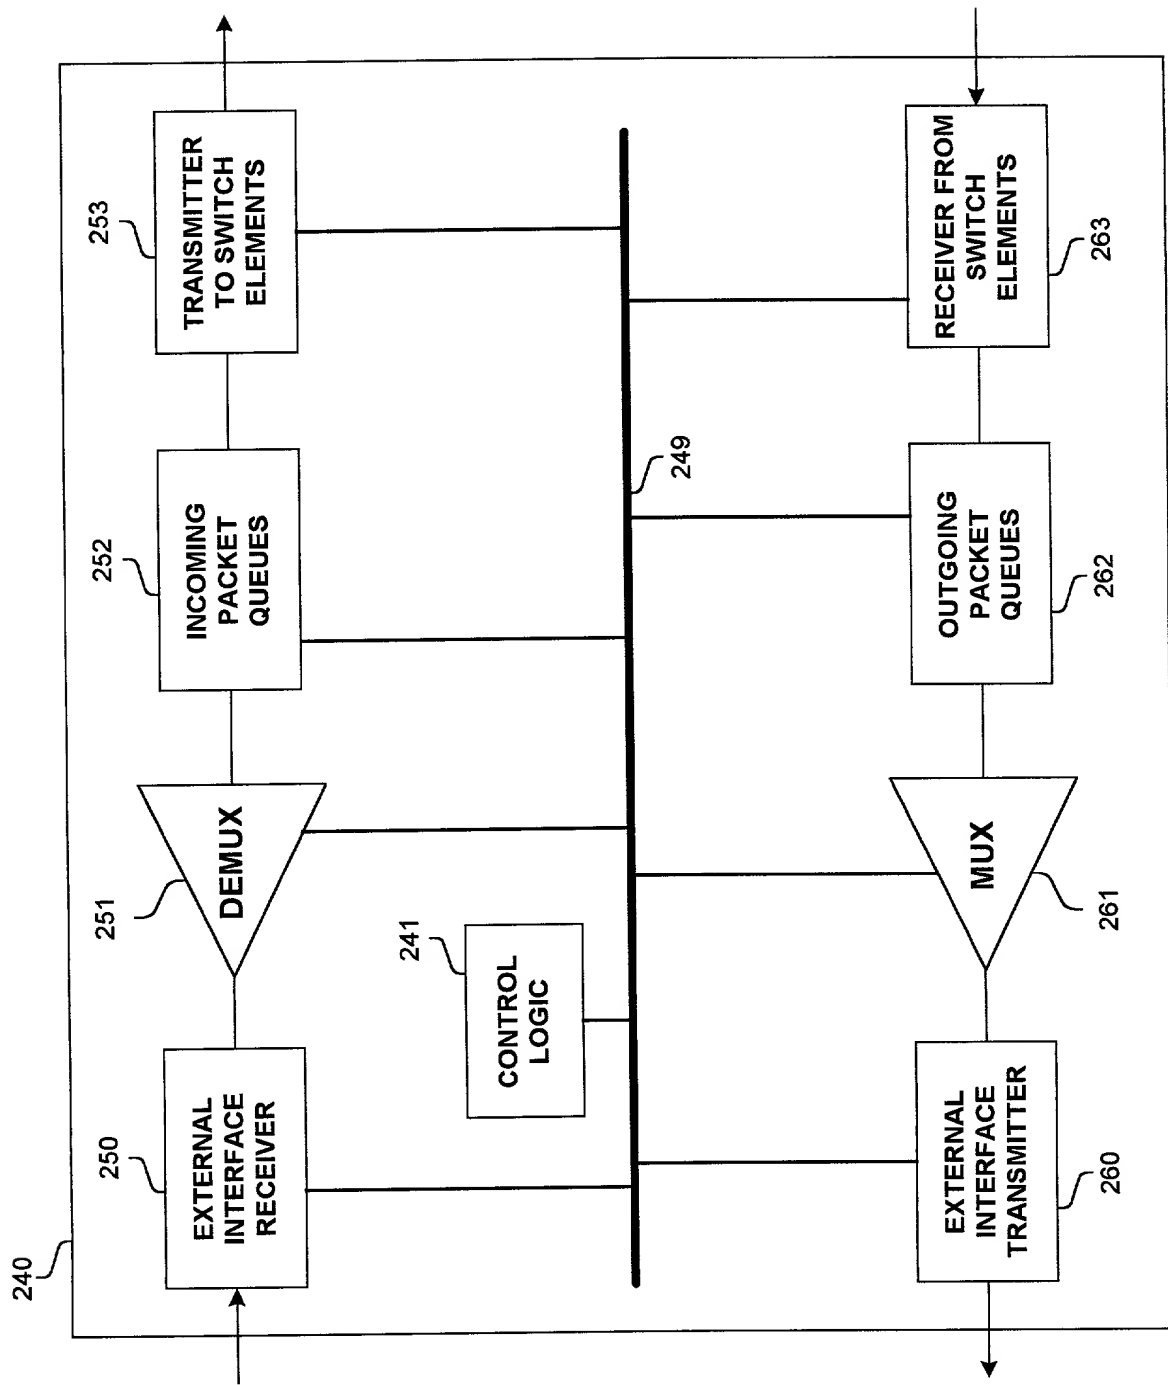 240
250
EXTERNAL
INTERFACE
RECEIVER
251
DEMUX
252
INCOMING
PACKET
QUEUES
253
TRANSMITTER
TO SWITCH
ELEMENTS
241
CONTROL
LOGIC
249
EXTERNAL
INTERFACE
TRANSMITTER
260
MUX
261
OUTGOING
PACKET
QUEUES
262
RECEIVER FROM
SWITCH
ELEMENTS
263